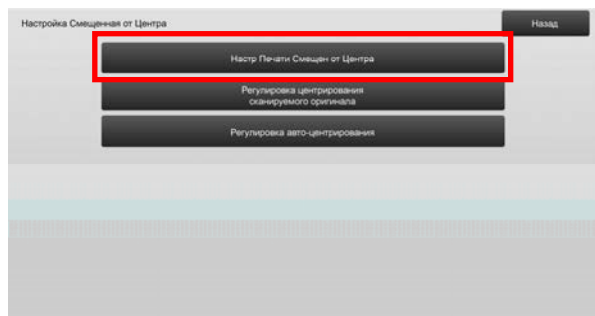 Настройка Смещенная от Центра
Назад
Настр Печати Смещен от Центра
Регулировка центрирования
сканируемого оригинала
Регулировка авто-центрирования